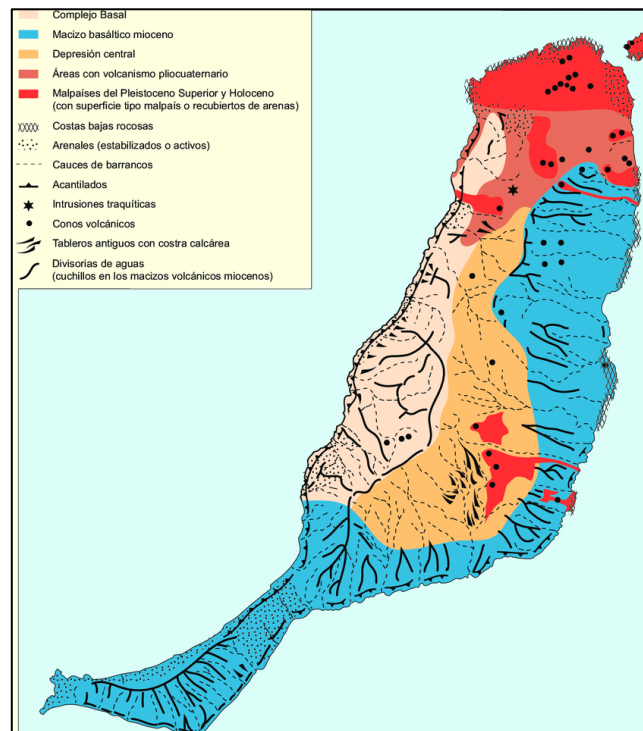 Complejo Basal
Macizo basáltico mioceno
Depresión central
Áreas con volcanismo pliocuaternario
Malpaíses del Pleistoceno Superior y Holoceno
(con superficie tipo malpaís o recubiertos de arenas)
Costas bajas rocosas
Arenales (estabilizados o activos)
Cauces de barrancos
Acantilados
Intrusiones traquíticas
Conos volcánicos
Tableros antiguos con costra calcárea
Divisorias de aguas
(cuchillos en los macizos volcánicos miocenos)